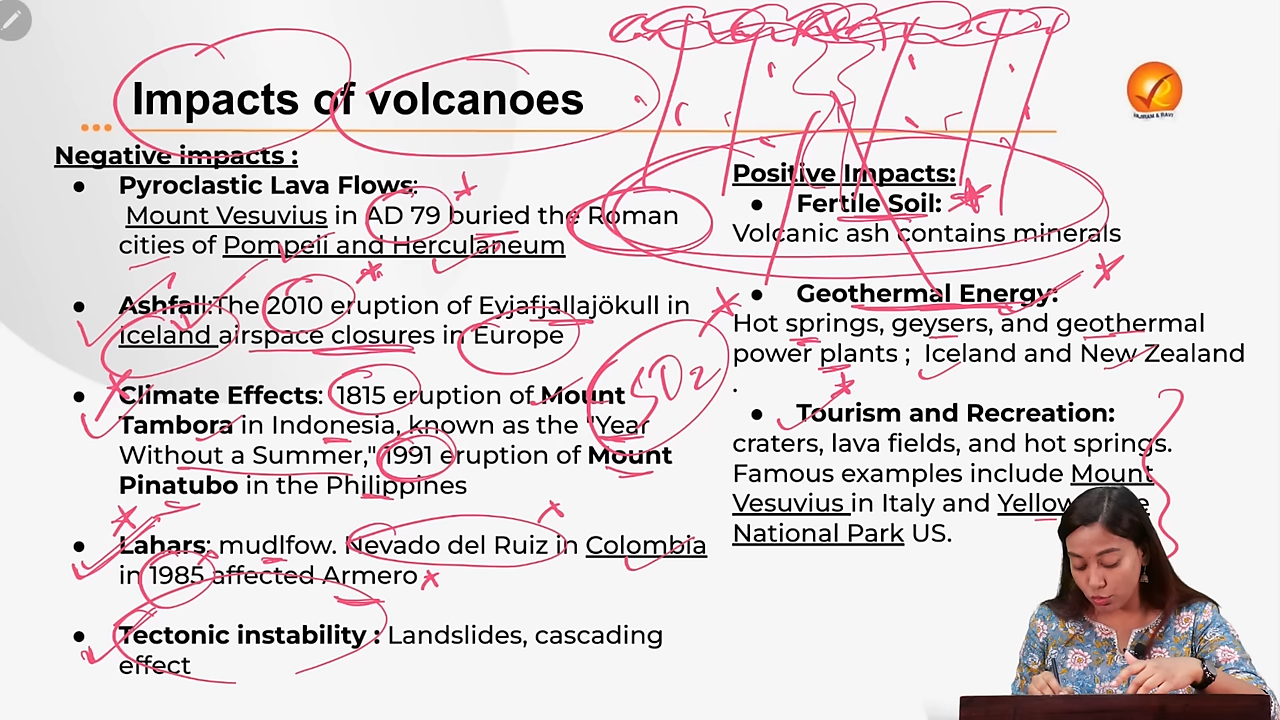 Impacts of volcanoes
VAJIRAM & RAVI
Negative impacts :
● Pyroclastic Lava Flows:
Mount Vesuvius in AD 79 buried the Roman
cities of Pompeii and Herculaneum
● Ashfall:The 2010 eruption of Eyjafjallajökull in
Iceland airspace closures in Europe
● Climate Effects: 1815 eruption of Mount
Tambora in Indonesia, known as the "Year
Without a Summer," 1991 eruption of Mount
Pinatubo in the Philippines
● Lahars: mudlfow. Nevado del Ruiz in Colombia
in 1985 affected Armero
● Tectonic instability : Landslides, cascading
effect
SO2
Positive Impacts:
● Fertile Soil:
Volcanic ash contains minerals
● Geothermal Energy:
Hot springs, geysers, and geothermal
power plants ; Iceland and New Zealand
.
● Tourism and Recreation:
craters, lava fields, and hot springs.
Famous examples include Mount
Vesuvius in Italy and
National Park US.